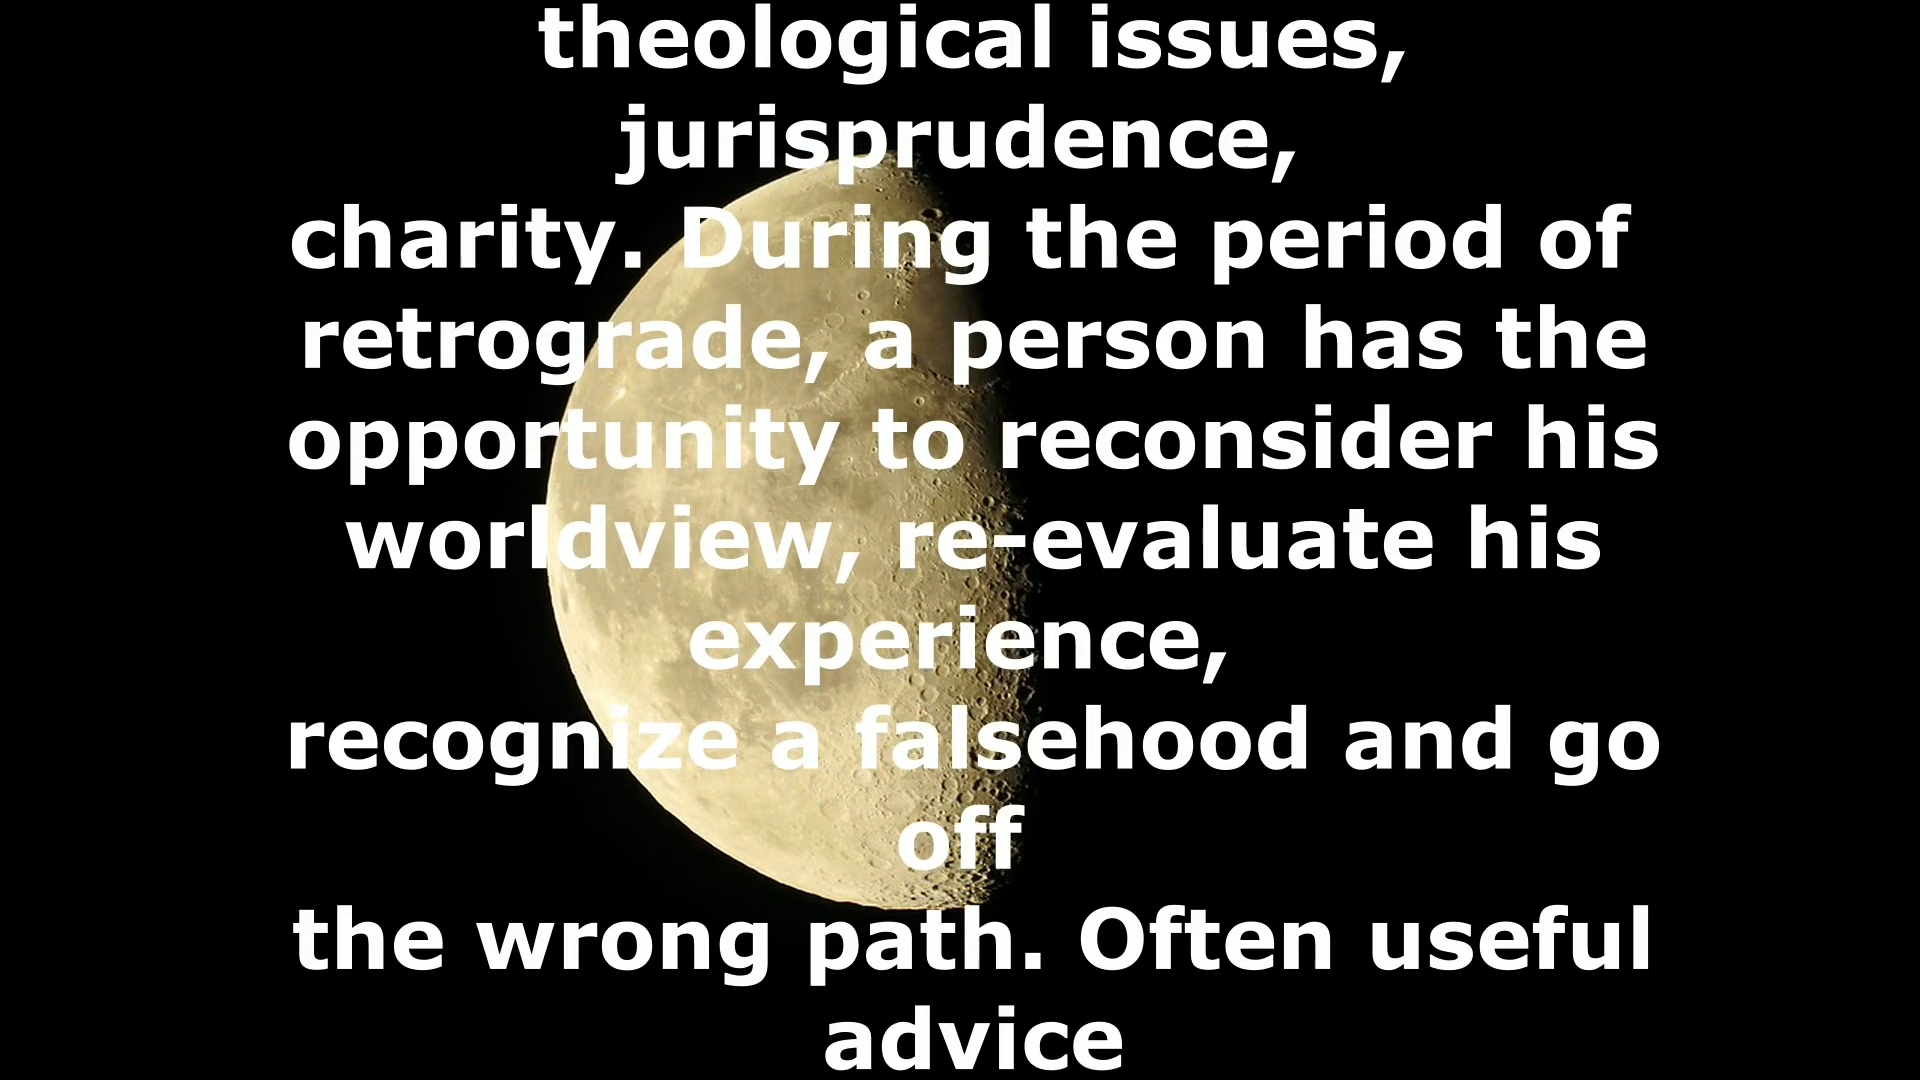 theological issues,
jurisprudence,
charity. During the period of
retrograde, a person has the
opportunity to reconsider his
worldview, re-evaluate his
experience,
recognize a falsehood and go
off
the wrong path. Often useful
advice